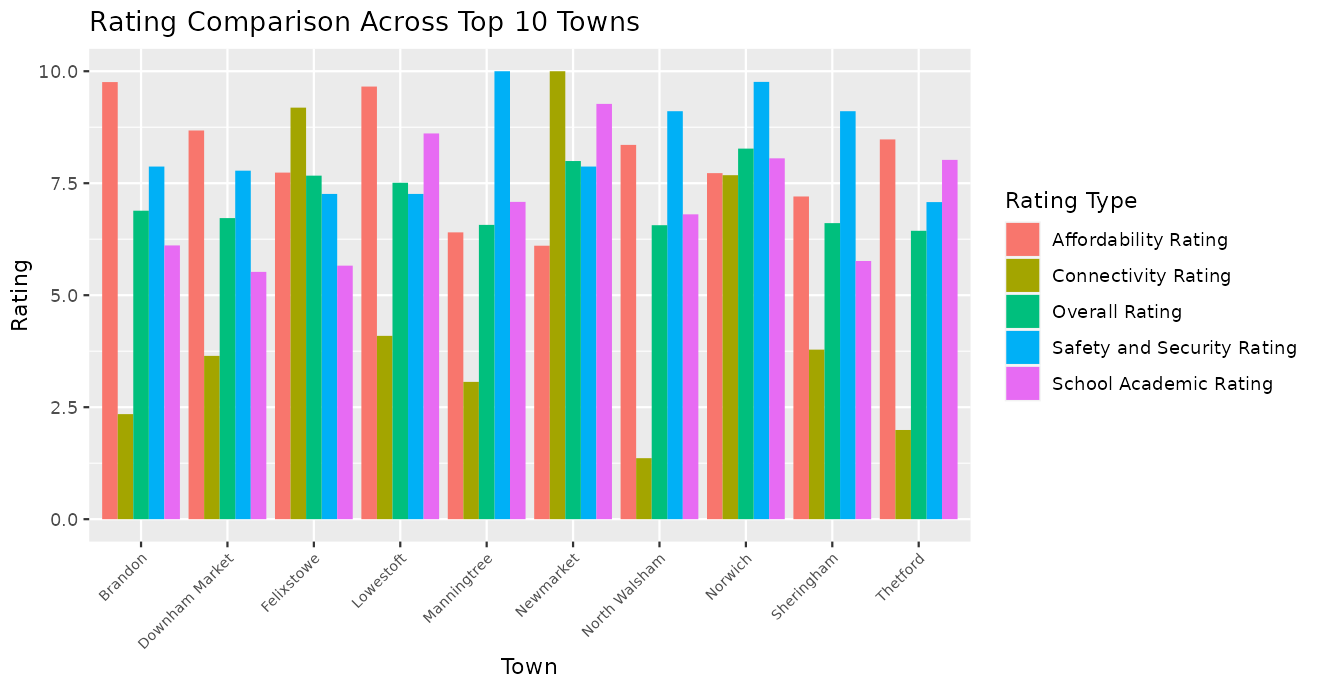 Rating Comparison Across Top 10 Towns
10.0
7.5
5.0
2.5
0.0
Rating
Brandon
Downham Market
Felixstowe
Lowestoft
Manningtree
Newmarket
North Walsham
Norwich
Sheringham
Thetford
Town
Rating Type
Affordability Rating
Connectivity Rating
Overall Rating
Safety and Security Rating
School Academic Rating